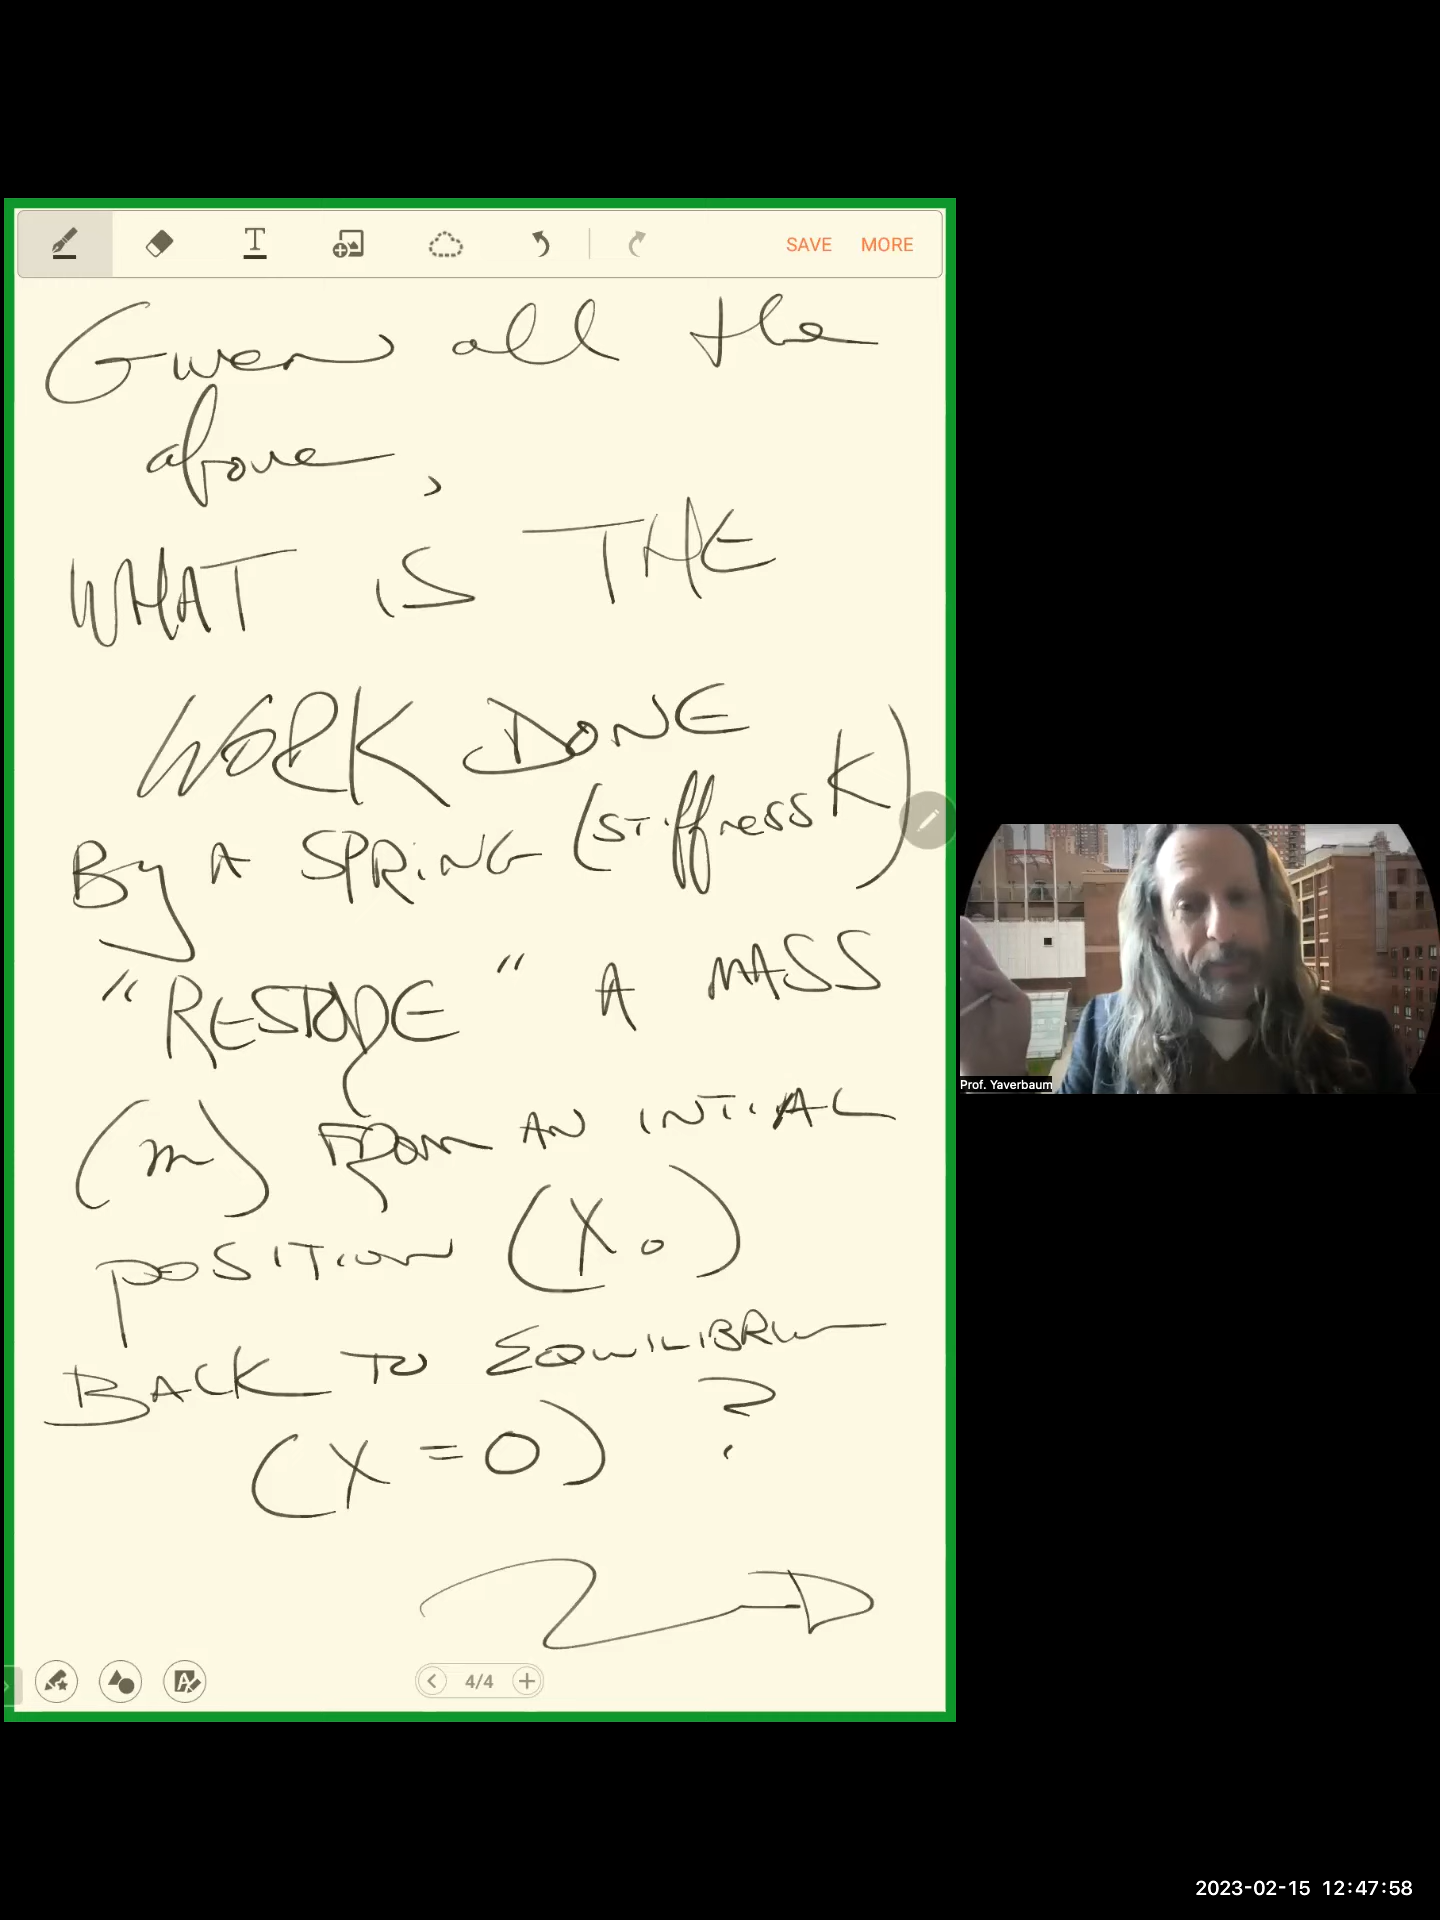 T
SAVE MORE
Given all the
above,
WHAT IS THE
WORK DONE
By A SPRING (stiffness K)
"RESTORE" A MASS
(m) FROM AN INTIAL
POSITION (X₀)
BACK TO EQUILIBRIUM
(X = 0) ?
Prof. Yaverbaum
A
4/4
2023-02-15 12:47:58